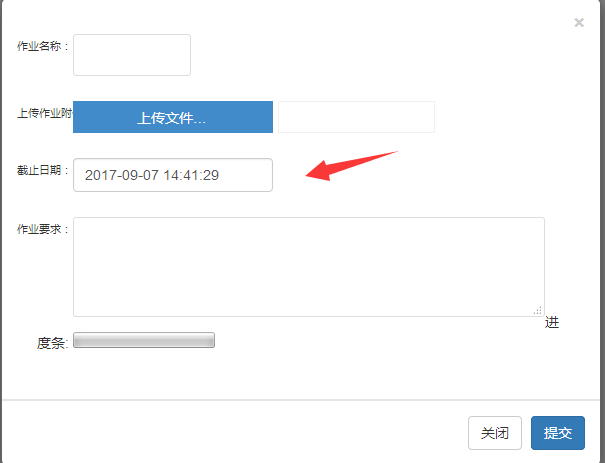 ×
作业名称：
上传作业附
上传文件...
截止日期：
2017-09-07 14:41:29
作业要求：
进
度条:
关闭
提交